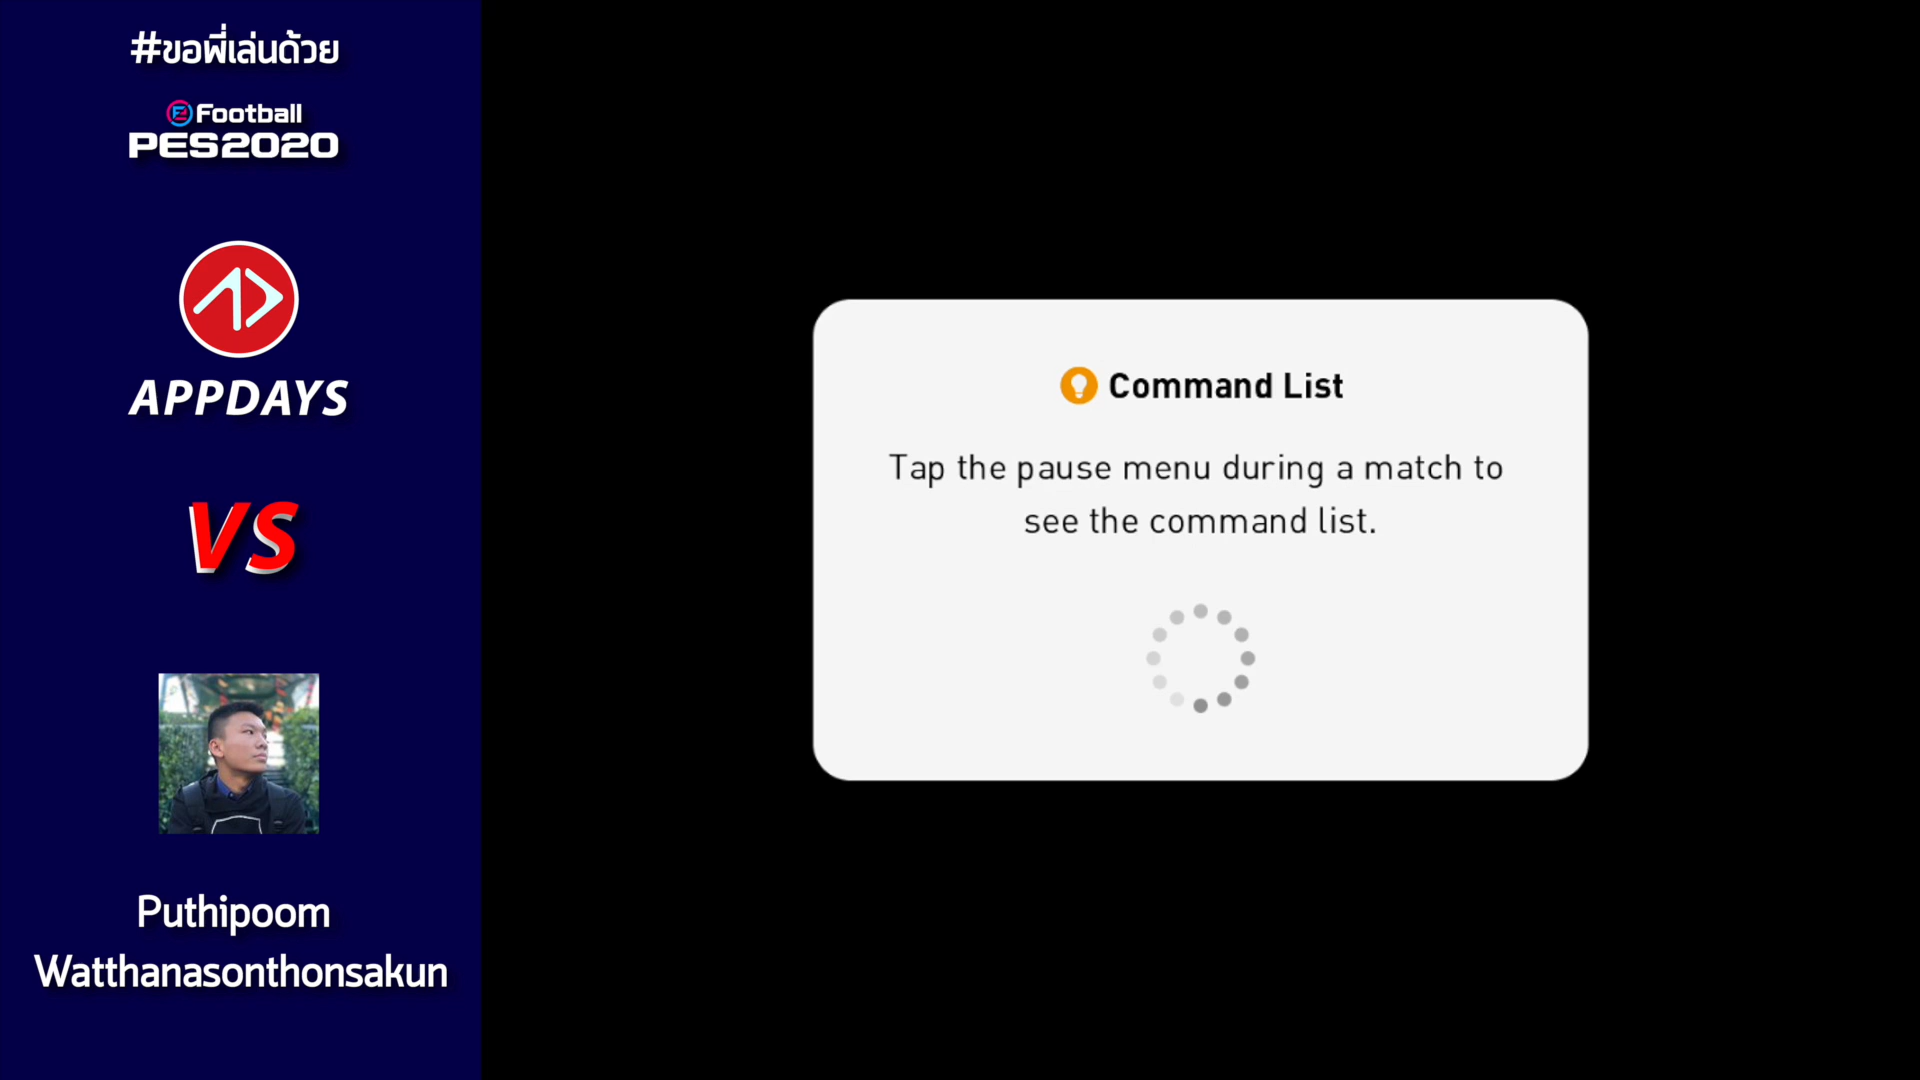 #ขอพี่เล่นด้วย
eFootball
PES2020
APPDAYS
VS
Puthipoom
Watthanasonthonsakun
Command List
Tap the pause menu during a match to
see the command list.